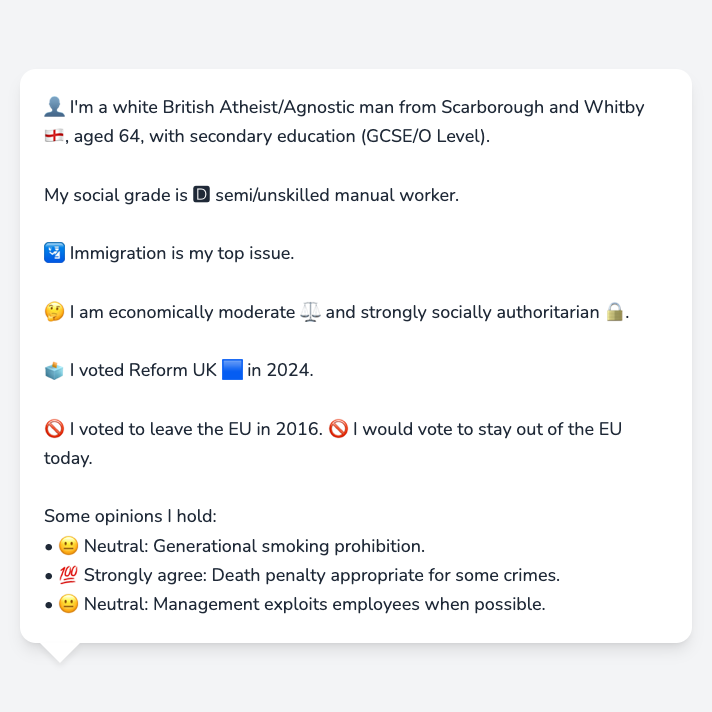 👤 I'm a white British Atheist/Agnostic man from Scarborough and Whitby
🏴󠁧󠁢󠁥󠁮󠁧󠁿, aged 64, with secondary education (GCSE/O Level).
My social grade is 🅳 semi/unskilled manual worker.
🛂 Immigration is my top issue.
🤔 I am economically moderate ⚖️ and strongly socially authoritarian 🔒.
🗳️ I voted Reform UK 🟦 in 2024.
🚫 I voted to leave the EU in 2016. 🚫 I would vote to stay out of the EU
today.
Some opinions I hold:
• 😐 Neutral: Generational smoking prohibition.
• 💯 Strongly agree: Death penalty appropriate for some crimes.
• 😐 Neutral: Management exploits employees when possible.